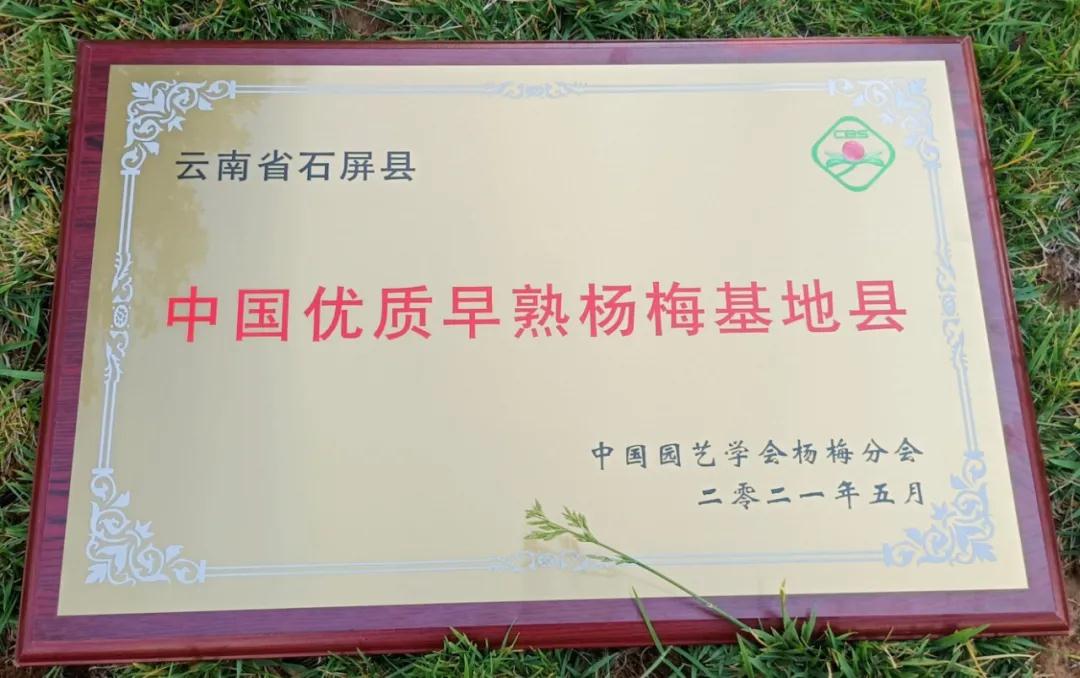 CBS
云南省石屏县
中国优质早熟杨梅基地县
中国园艺学会杨梅分会
二零二一年五月